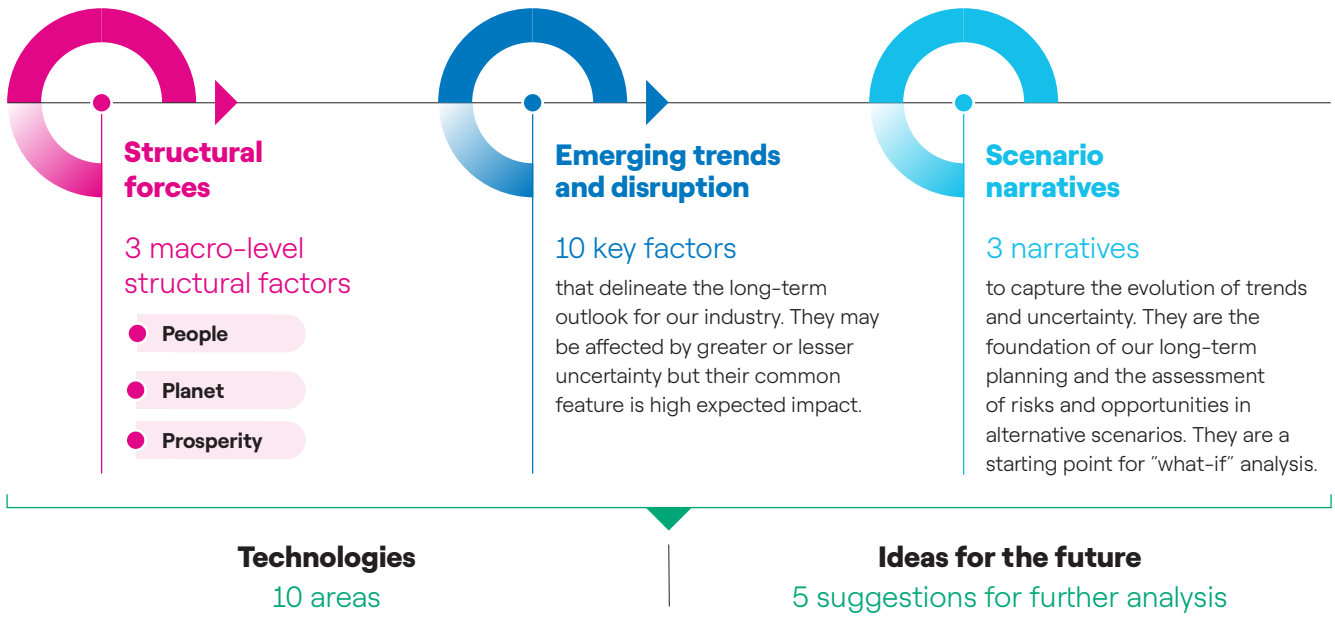 Structural
forces
3 macro-level
structural factors
People
Planet
Prosperity
Emerging trends
and disruption
10 key factors
that delineate the long-term
outlook for our industry. They may
be affected by greater or lesser
uncertainty but their common
feature is high expected impact.
Scenario
narratives
3 narratives
to capture the evolution of trends
and uncertainty. They are the
foundation of our long-term
planning and the assessment
of risks and opportunities in
alternative scenarios. They are a
starting point for “what-if” analysis.
Technologies
10 areas
Ideas for the future
5 suggestions for further analysis